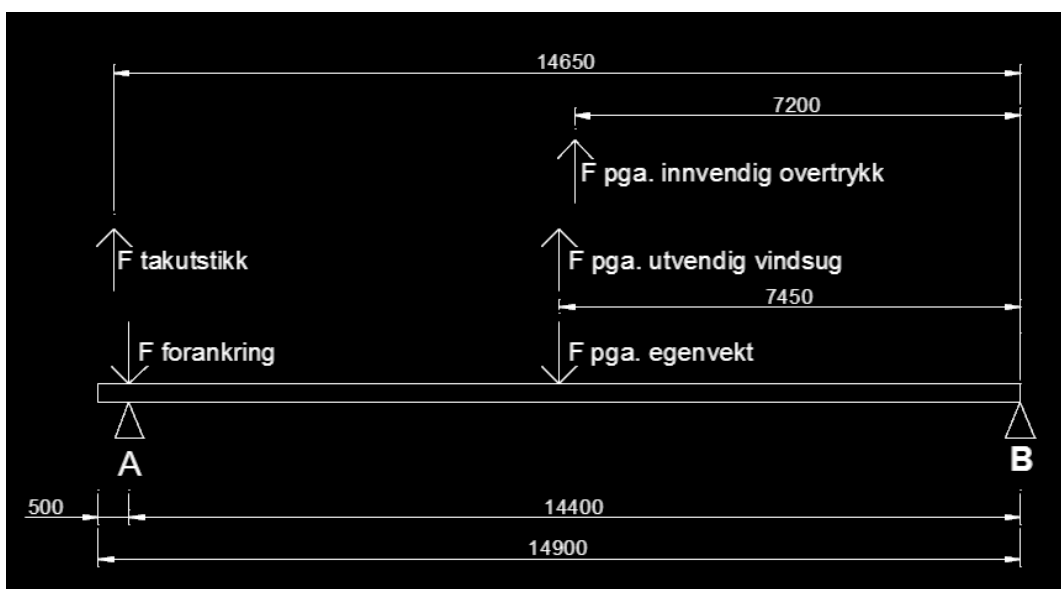 14650
7200
F pga. innvendig overtrykk
F takutstikk
F pga. utvendig vindsug
7450
F forankring
F pga. egenvekt
A
B
500
14400
14900